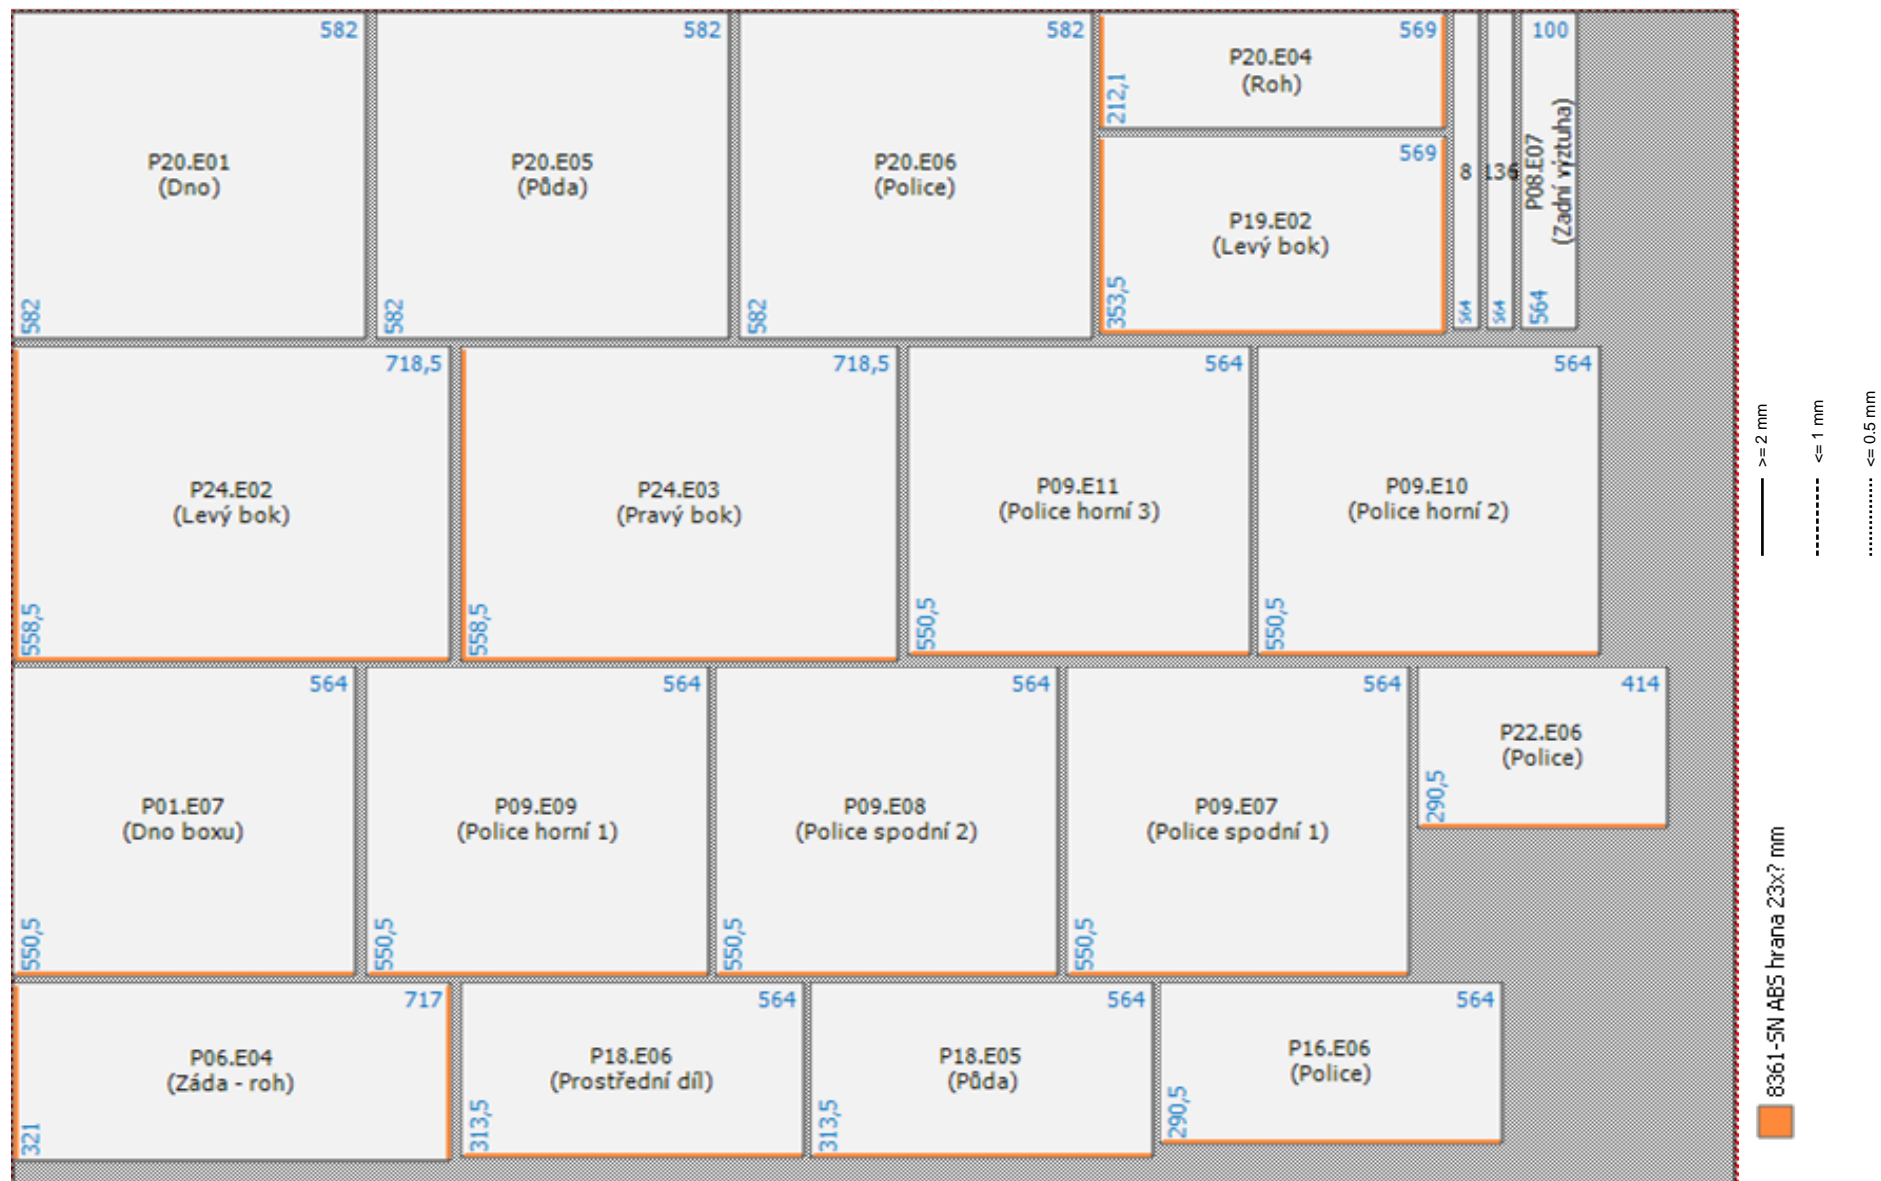 582
P20.E01
(Dno)
582
582
P20.E05
(Půda)
582
582
P20.E06
(Police)
582
569
P20.E04
(Roh)
212,1
569
P19.E02
(Levý bok)
353,5
8
564
136
564
100
P08.E07
(Zadní výztuha)
564
718,5
P24.E02
(Levý bok)
558,5
718,5
P24.E03
(Pravý bok)
558,5
564
P09.E11
(Police horní 3)
550,5
564
P09.E10
(Police horní 2)
550,5
564
P01.E07
(Dno boxu)
550,5
564
P09.E09
(Police horní 1)
550,5
564
P09.E08
(Police spodní 2)
550,5
564
P09.E07
(Police spodní 1)
550,5
414
P22.E06
(Police)
290,5
717
P06.E04
(Záda - roh)
321
564
P18.E06
(Prostřední díl)
313,5
564
P18.E05
(Půda)
313,5
564
P16.E06
(Police)
290,5
>= 2 mm
<= 1 mm
<= 0.5 mm
8361-SN ABS hrana 23x? mm